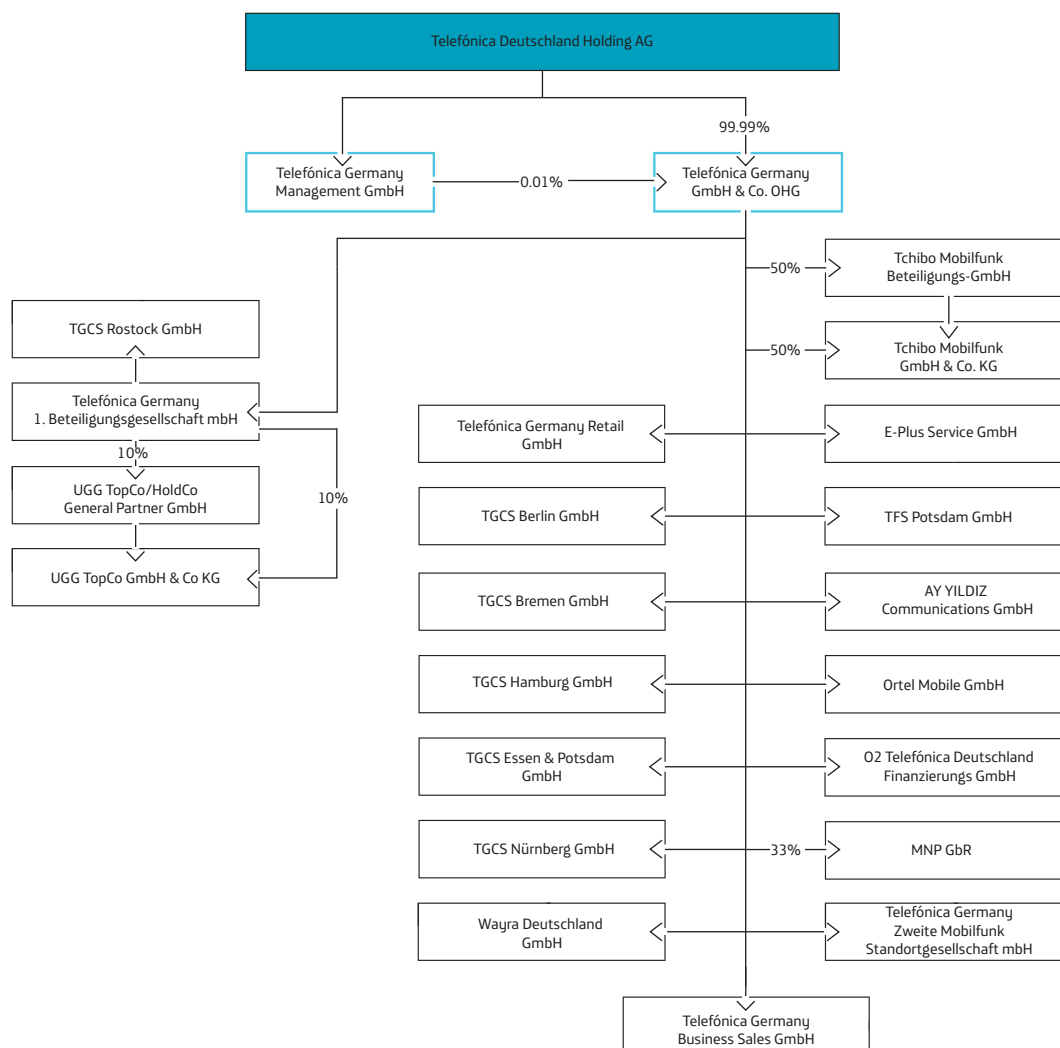 Telefónica Deutschland Holding AG
99.99%
Telefónica Germany
Management GmbH
0.01%
Telefónica Germany
GmbH & Co. OHG
50%
Tchibo Mobilfunk
Beteiligungs-GmbH
TGCS Rostock GmbH
50%
Tchibo Mobilfunk
GmbH & Co. KG
Telefónica Germany
1. Beteiligungsgesellschaft mbH
Telefónica Germany Retail
GmbH
E-Plus Service GmbH
10%
UGG TopCo/HoldCo
General Partner GmbH
10%
TGCS Berlin GmbH
TFS Potsdam GmbH
UGG TopCo GmbH & Co KG
TGCS Bremen GmbH
AY YILDIZ
Communications GmbH
TGCS Hamburg GmbH
Ortel Mobile GmbH
TGCS Essen & Potsdam
GmbH
O2 Telefónica Deutschland
Finanzierungs GmbH
TGCS Nürnberg GmbH
33%
MNP GbR
Wayra Deutschland
GmbH
Telefónica Germany
Zweite Mobilfunk
Standortgesellschaft mbH
Telefónica Germany
Business Sales GmbH